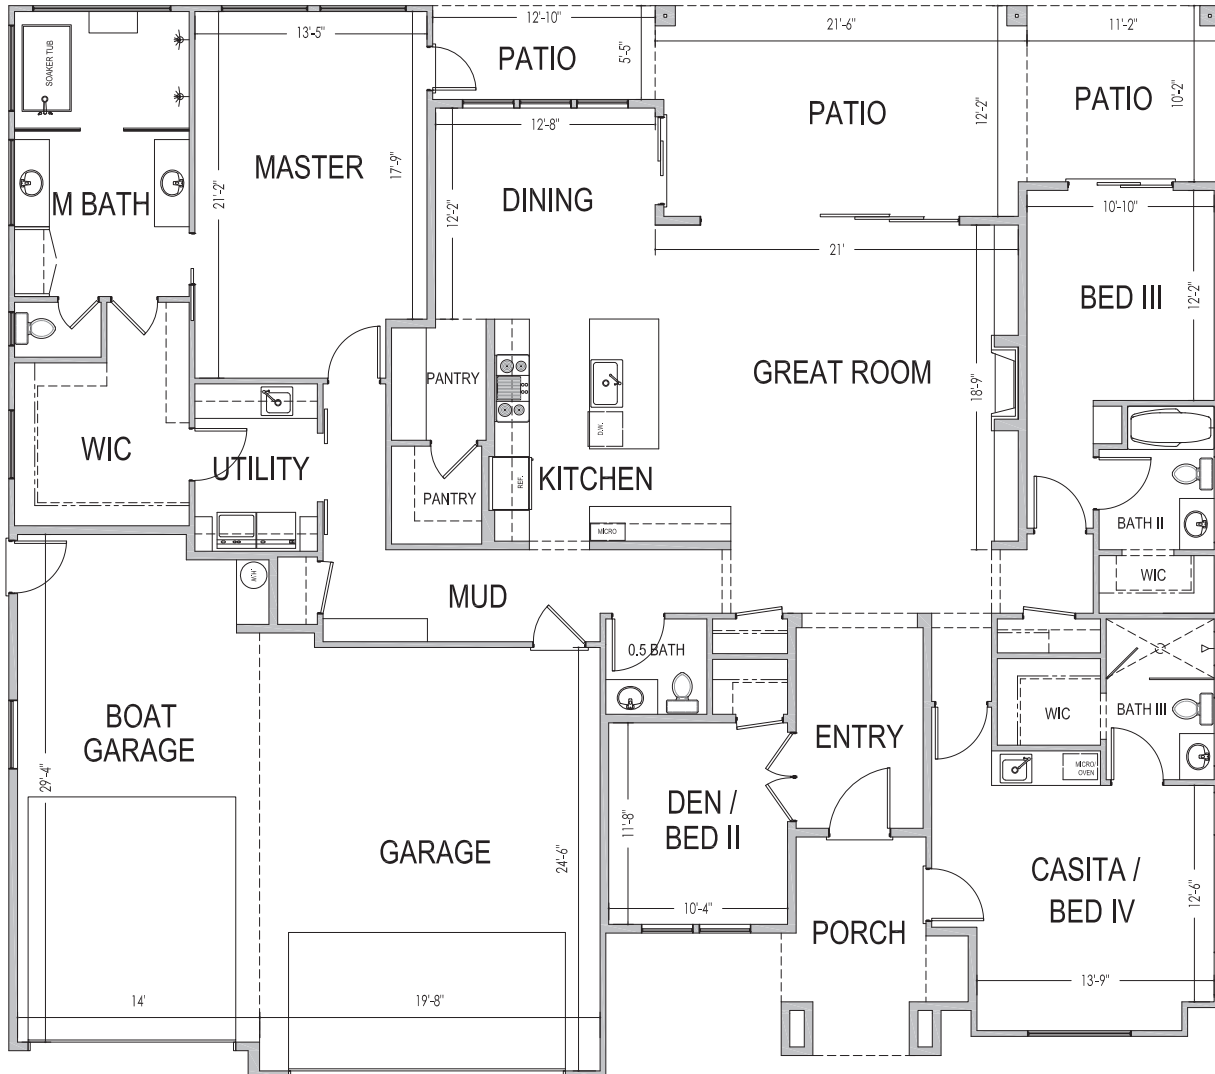 12'-10"
21'-6"
11'-2"
13'-5"
PATIO
5'-5"
SOAKER TUB
PATIO
12'-2"
PATIO
10'-2"
12'-8"
MASTER
17'-9"
21'-2"
M BATH
DINING
12'-2"
10'-10"
21'
BED III
12'-2"
PANTRY
GREAT ROOM
18'-9"
D.W.
WIC
UTILITY
KITCHEN
REF.
PANTRY
MICRO
BATH II
WIC
MUD
W/H
0.5 BATH
BOAT
GARAGE
29'-4"
ENTRY
WIC
BATH III
MICRO/
OVEN
DEN /
BED II
11'-8"
GARAGE
24'-6"
CASITA /
BED IV
12'-6"
10'-4"
PORCH
13'-9"
14'
19'-8"